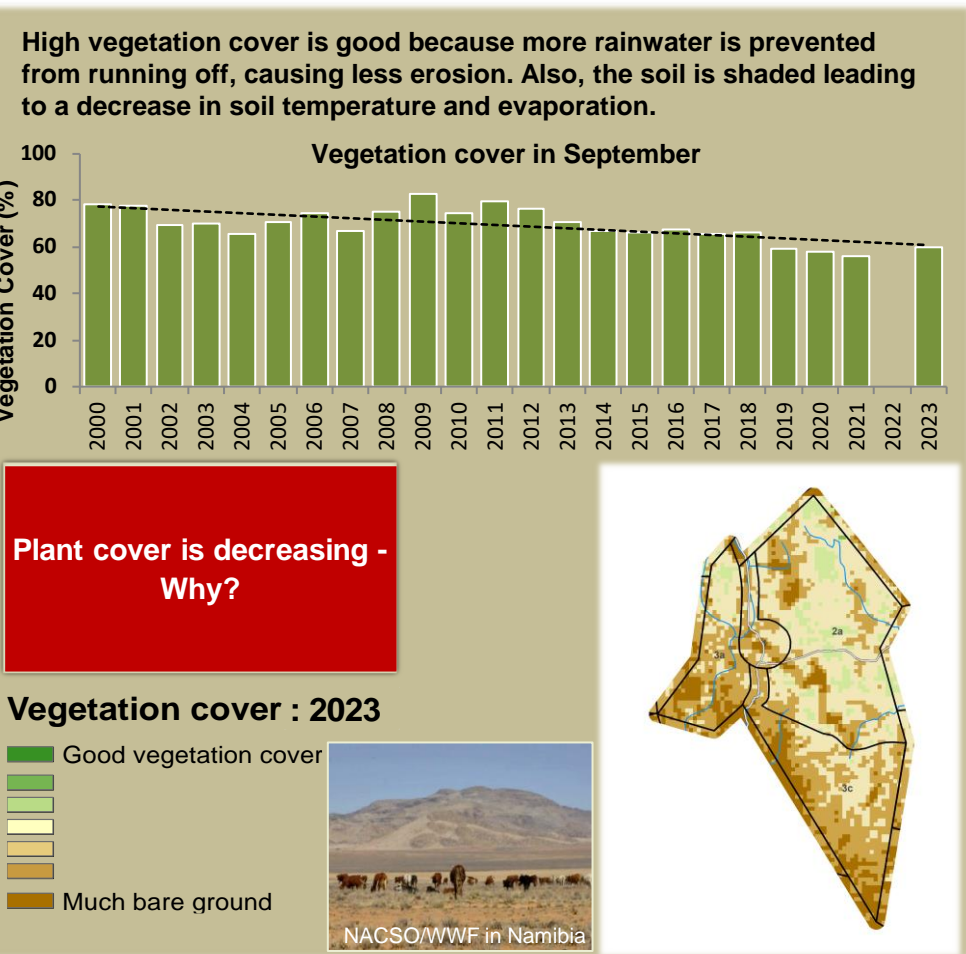 High vegetation cover is good because more rainwater is prevented
from running off, causing less erosion. Also, the soil is shaded leading
to a decrease in soil temperature and evaporation.
Vegetation cover in September
Vegetation Cover (%)
100
80
60
40
20
0
2000
2001
2002
2003
2004
2005
2006
2007
2008
2009
2010
2011
2012
2013
2014
2015
2016
2017
2018
2019
2020
2021
2022
2023
Plant cover is decreasing -
Why?
2a
3a
3c
Vegetation cover : 2023
Good vegetation cover
Much bare ground
NACSO/WWF in Namibia